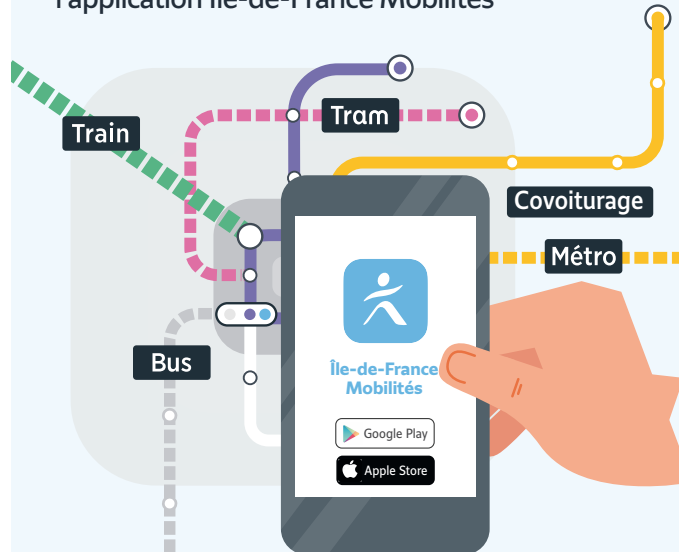 l'application Île-de-France Mobilités
Tram
Train
Covoiturage
Métro
Bus
Île-de-France
Mobilités
Google Play
Apple Store